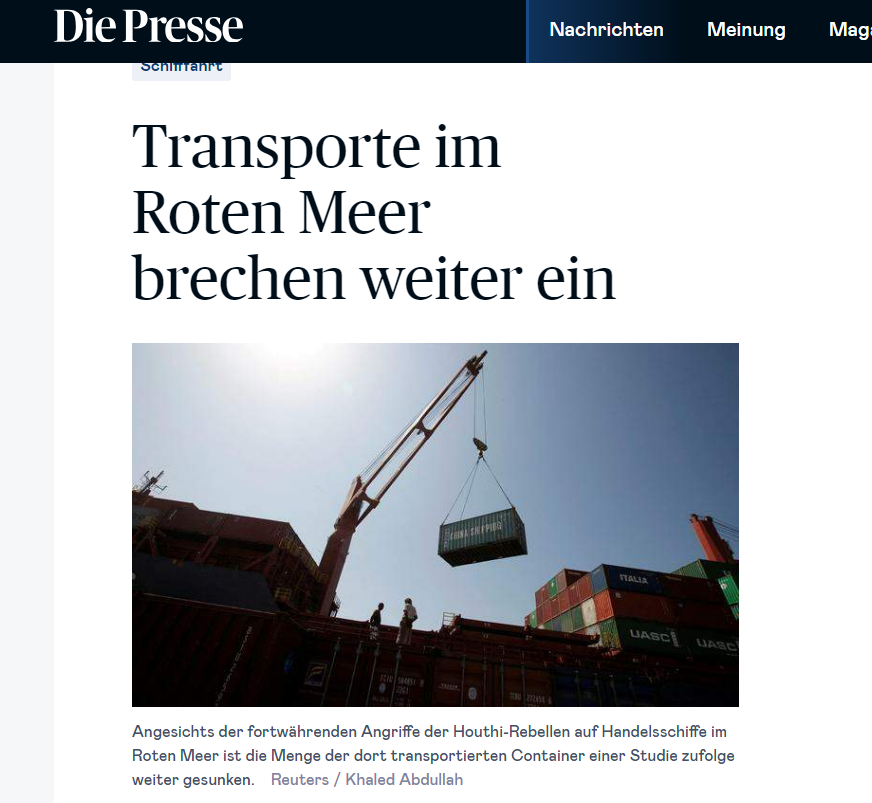 Die Presse
Nachrichten Meinung
Schifffahrt
Transporte im
Roten Meer
brechen weiter ein
CHINA SHIPPING
ITALIA
UASC
UASC
Angesichts der fortwährenden Angriffe der Houthi-Rebellen auf Handelsschiffe im
Roten Meer ist die Menge der dort transportierten Container einer Studie zufolge
weiter gesunken. Reuters / Khaled Abdullah